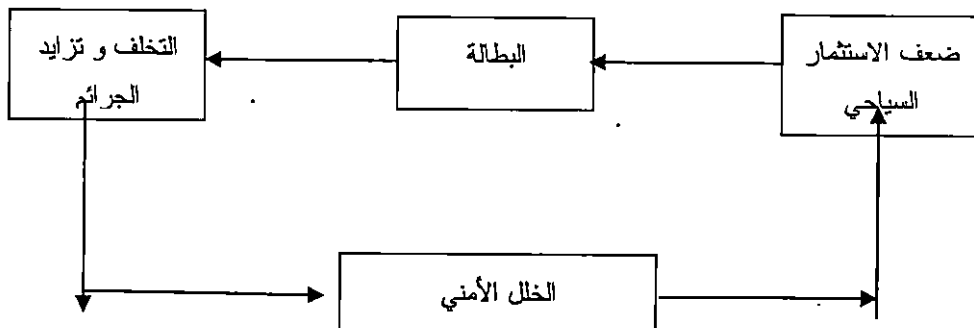 ضعف الاستثمار
السياحي
البطالة
التخلف و تزايد
الجرائم
الخلل الأمني